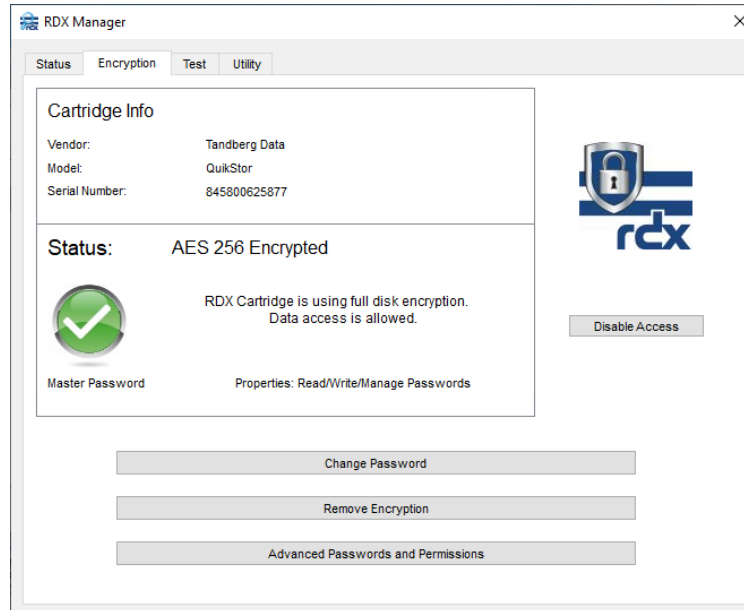 RDX Manager
Status Encryption Test Utility
Cartridge Info
Vendor: Tandberg Data
Model: QuikStor
Serial Number: 845800625877
rdx
Status: AES 256 Encrypted
RDX Cartridge is using full disk encryption.
Data access is allowed.
Disable Access
Master Password Properties: Read/Write/Manage Passwords
Change Password
Remove Encryption
Advanced Passwords and Permissions